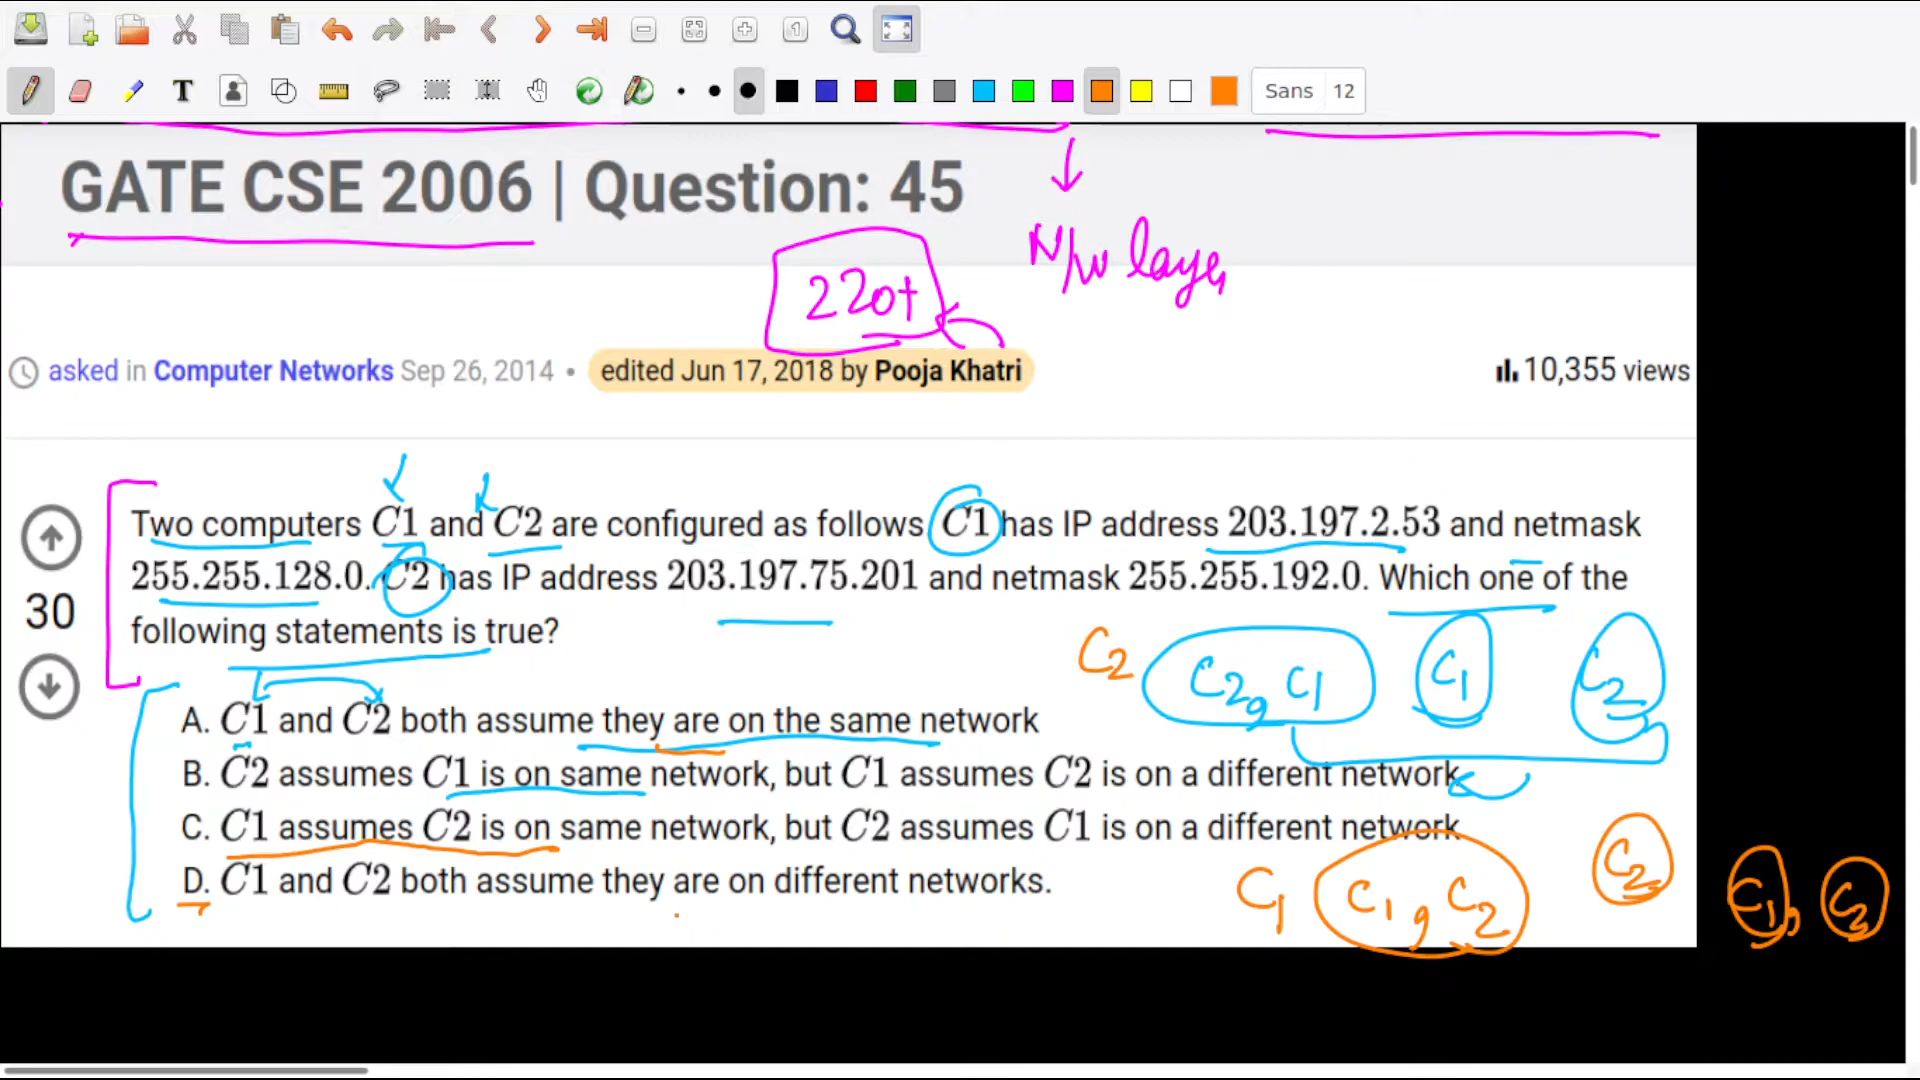 Sans 12
GATE CSE 2006 | Question: 45
N/w layer
220+
asked in Computer Networks Sep 26, 2014 • edited Jun 17, 2018 by Pooja Khatri
10,355 views
Two computers C1 and C2 are configured as follows C1 has IP address 203.197.2.53 and netmask
255.255.128.0. C2 has IP address 203.197.75.201 and netmask 255.255.192.0. Which one of the
30
following statements is true?
C2 C2, C1 C1 C2
A. C1 and C2 both assume they are on the same network
B. C2 assumes C1 is on same network, but C1 assumes C2 is on a different network
C. C1 assumes C2 is on same network, but C2 assumes C1 is on a different network
D. C1 and C2 both assume they are on different networks.
C1 C1, C2 C2 C1, C2